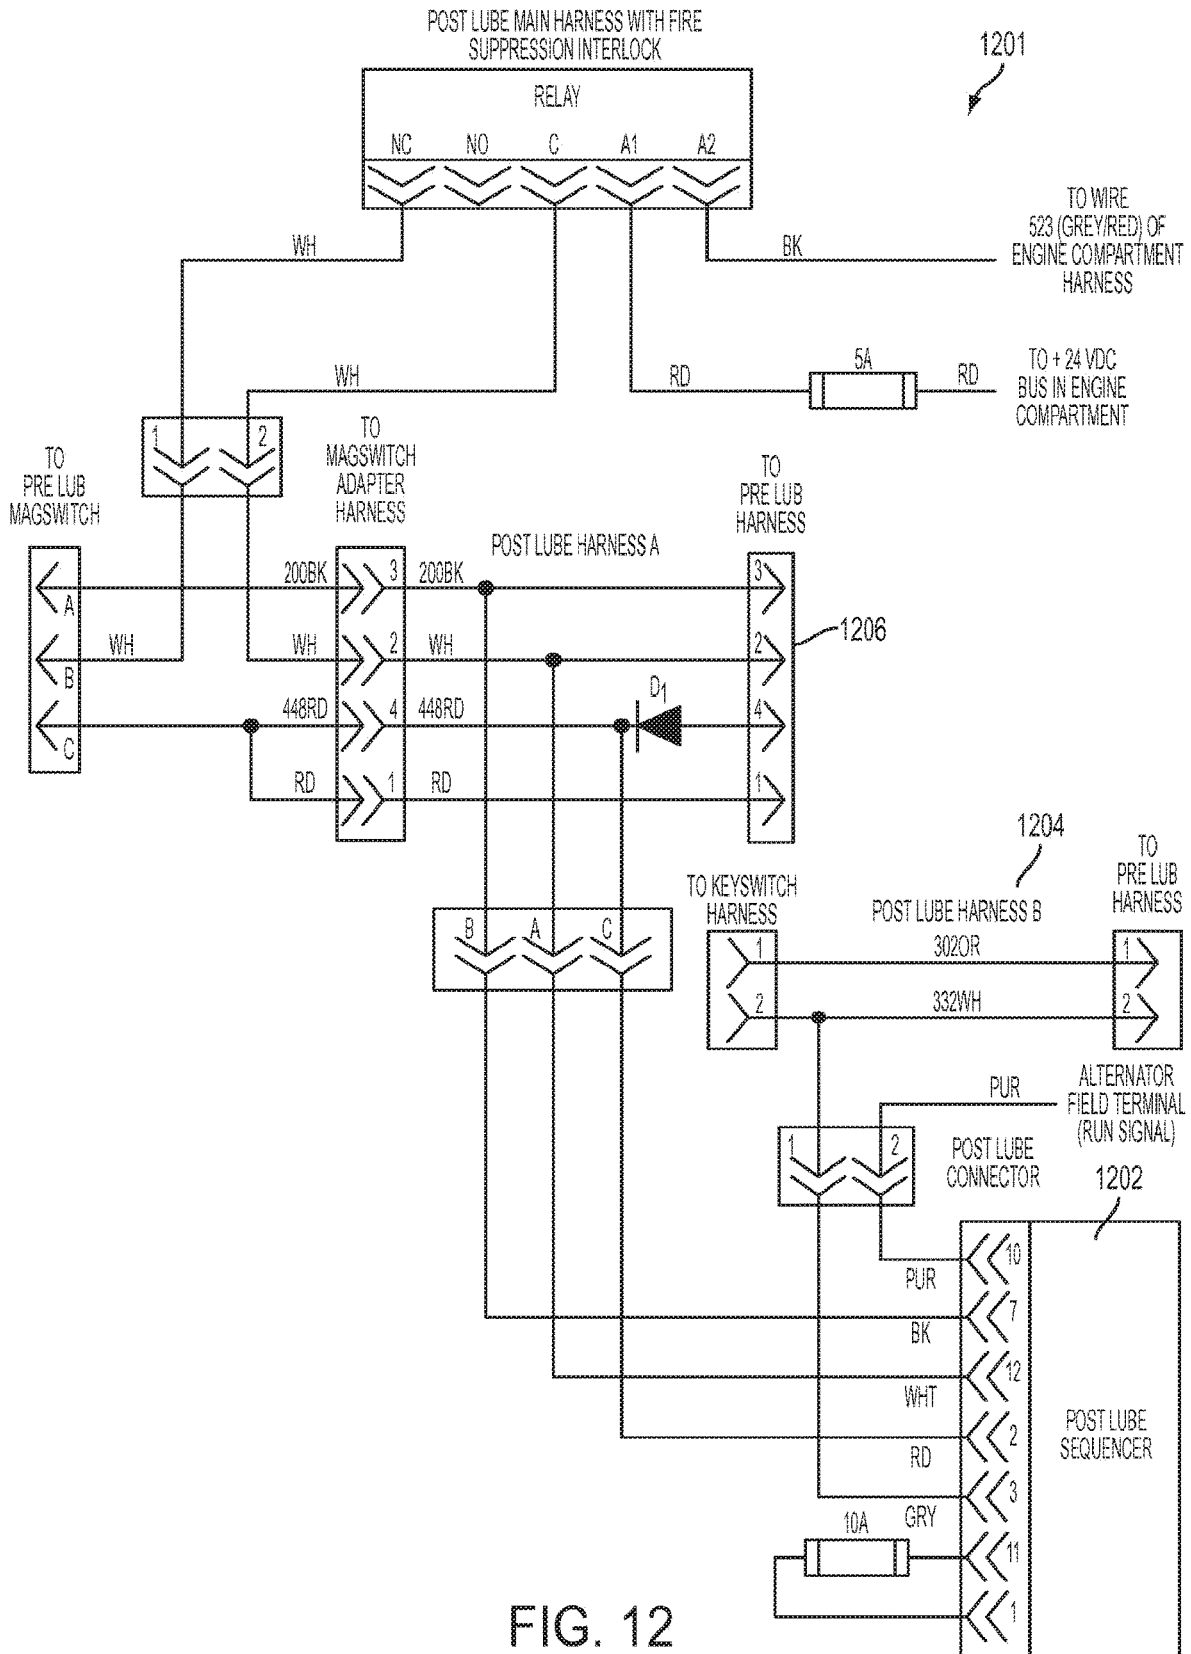 POST LUBE MAIN HARNESS WITH FIRE
SUPPRESSION INTERLOCK
1201
RELAY
NC NO C A1 A2
TO WIRE
523 (GREY/RED) OF
ENGINE COMPARTMENT
HARNESS
WH
BK
WH
RD
5A
RD
TO + 24 VDC
BUS IN ENGINE
COMPARTMENT
1 2
TO
PRE LUB
MAGSWITCH
TO
MAGSWITCH
ADAPTER
HARNESS
TO
PRE LUB
HARNESS
POST LUBE HARNESS A
A
200BK
3
200BK
3
1206
B
WH
WH
2
WH
2
D1
C
448RD
4
448RD
4
RD
1
RD
1
1204
B A C
TO KEYSWITCH
HARNESS
POST LUBE HARNESS B
TO
PRE LUB
HARNESS
1
302OR
1
2
332WH
2
PUR
ALTERNATOR
FIELD TERMINAL
(RUN SIGNAL)
1 2
POST LUBE
CONNECTOR
1202
PUR
10
BK
7
WHT
12
RD
2
GRY
3
10A
11
1
POST LUBE
SEQUENCER
FIG. 12